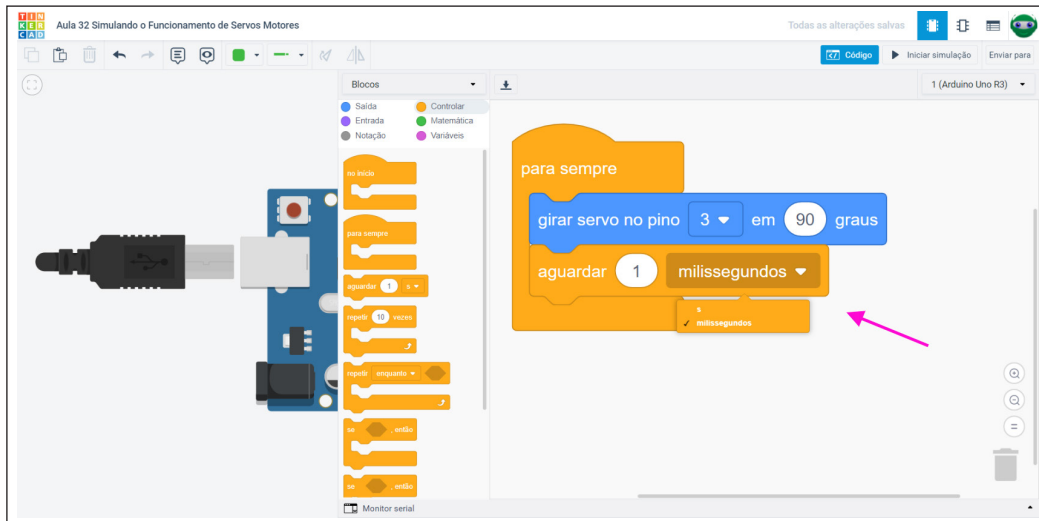 TIN
KER
CAD
Aula 32 Simulando o Funcionamento de Servos Motores
Todas as alterações salvas
Código
Iniciar simulação
Enviar para
Blocos
1 (Arduino Uno R3)
Saída
Controlar
Entrada
Matemática
Notação
Variáveis
no início
para sempre
aguardar 1 s
repetir 10 vezes
repetir enquanto
se , então
se , então
para sempre
girar servo no pino 3 em 90 graus
aguardar 1 milissegundos
s
✓ milissegundos
Monitor serial